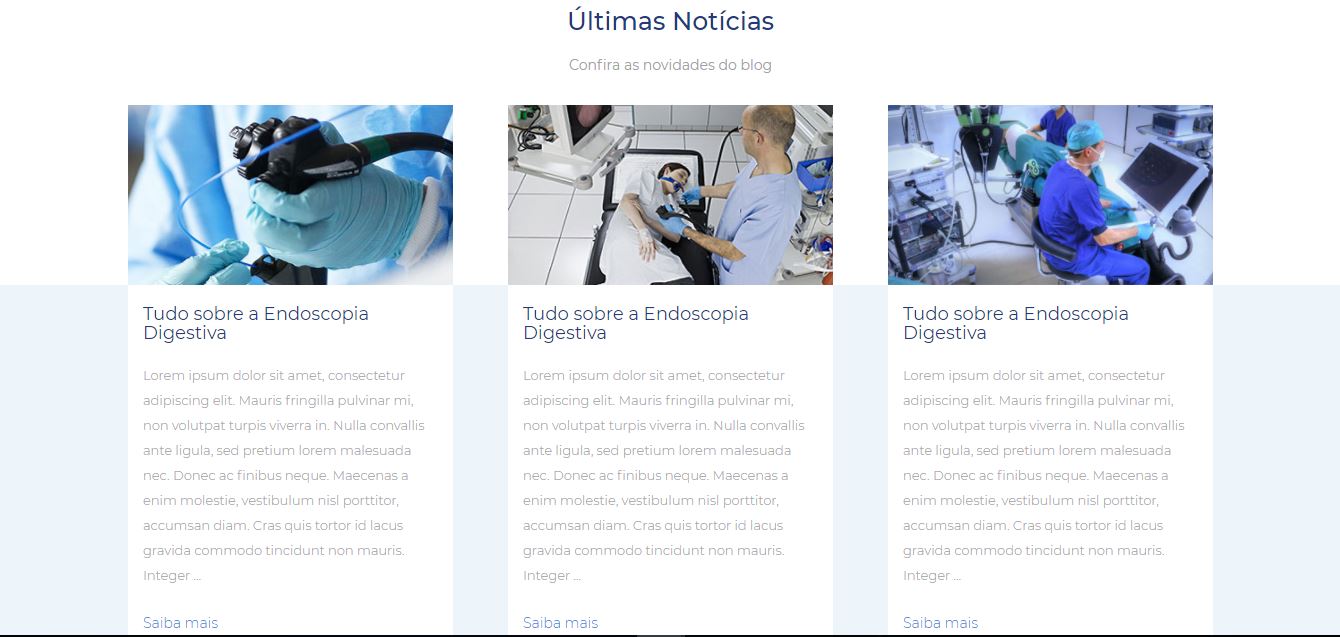 Últimas Notícias
Confira as novidades do blog
Tudo sobre a Endoscopia
Digestiva
Lorem ipsum dolor sit amet, consectetur
adipiscing elit. Mauris fringilla pulvinar mi,
non volutpat turpis viverra in. Nulla convallis
ante ligula, sed pretium lorem malesuada
nec. Donec ac finibus neque. Maecenas a
enim molestie, vestibulum nisl porttitor,
accumsan diam. Cras quis tortor id lacus
gravida commodo tincidunt non mauris.
Integer ...
Saiba mais
Tudo sobre a Endoscopia
Digestiva
Lorem ipsum dolor sit amet, consectetur
adipiscing elit. Mauris fringilla pulvinar mi,
non volutpat turpis viverra in. Nulla convallis
ante ligula, sed pretium lorem malesuada
nec. Donec ac finibus neque. Maecenas a
enim molestie, vestibulum nisl porttitor,
accumsan diam. Cras quis tortor id lacus
gravida commodo tincidunt non mauris.
Integer ...
Saiba mais
Tudo sobre a Endoscopia
Digestiva
Lorem ipsum dolor sit amet, consectetur
adipiscing elit. Mauris fringilla pulvinar mi,
non volutpat turpis viverra in. Nulla convallis
ante ligula, sed pretium lorem malesuada
nec. Donec ac finibus neque. Maecenas a
enim molestie, vestibulum nisl porttitor,
accumsan diam. Cras quis tortor id lacus
gravida commodo tincidunt non mauris.
Integer ...
Saiba mais